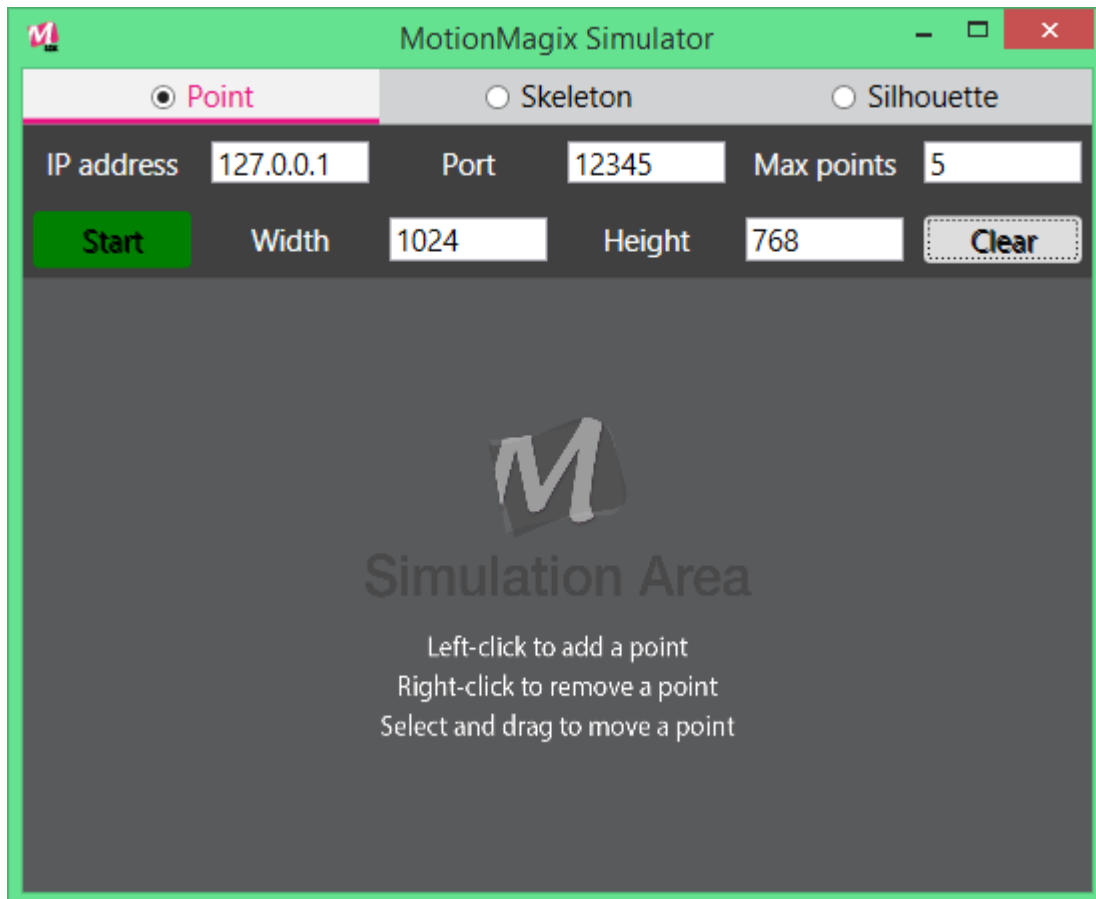 MotionMagix Simulator
Point Skeleton Silhouette
IP address 127.0.0.1 Port 12345 Max points 5
Start Width 1024 Height 768 Clear
M
Simulation Area
Left-click to add a point
Right-click to remove a point
Select and drag to move a point